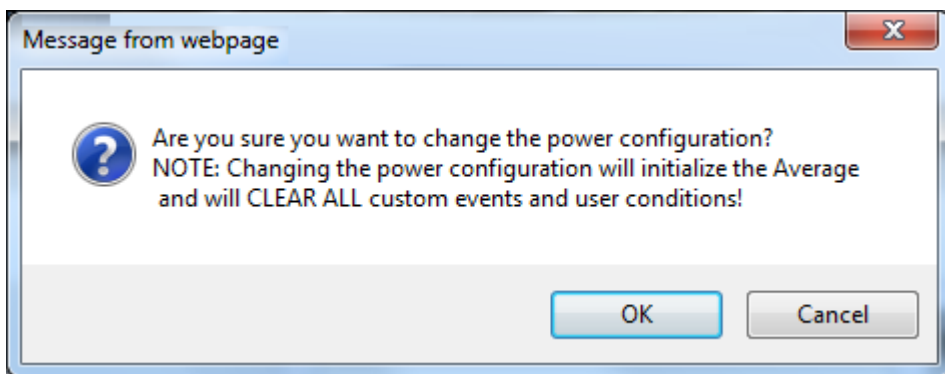 Message from webpage
Are you sure you want to change the power configuration?
NOTE: Changing the power configuration will initialize the Average
and will CLEAR ALL custom events and user conditions!
OK
Cancel